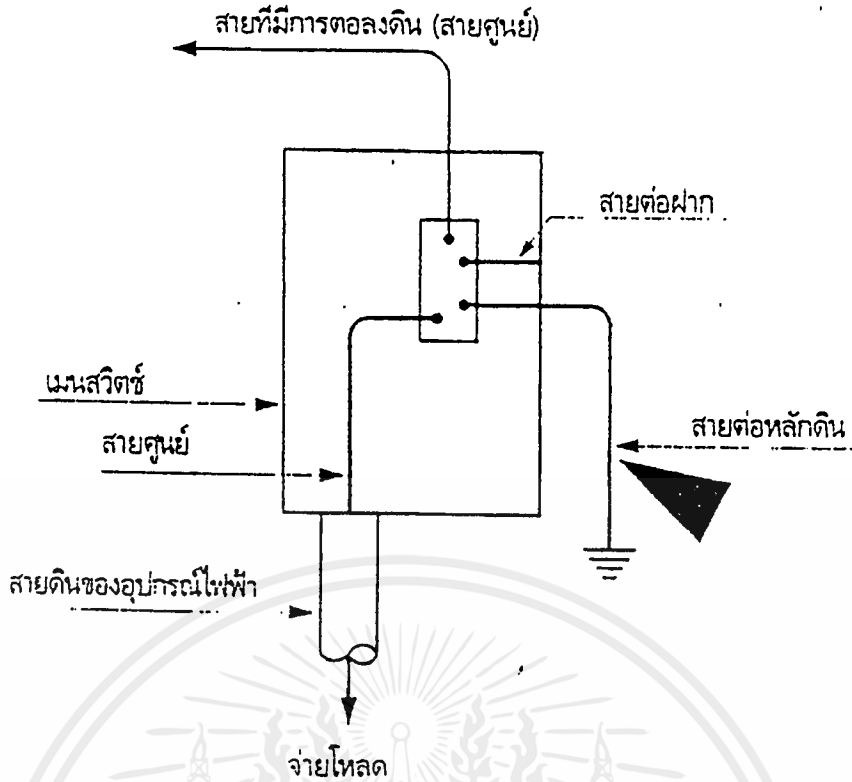 สายที่มีการตอลงดิน (สายศูนย์)
สายต่อฝาก
เมนสวิตช์
สายศูนย์
สายต่อหลักดิน
สายดินของอุปกรณ์ไฟฟ้า
จ่ายโหลด